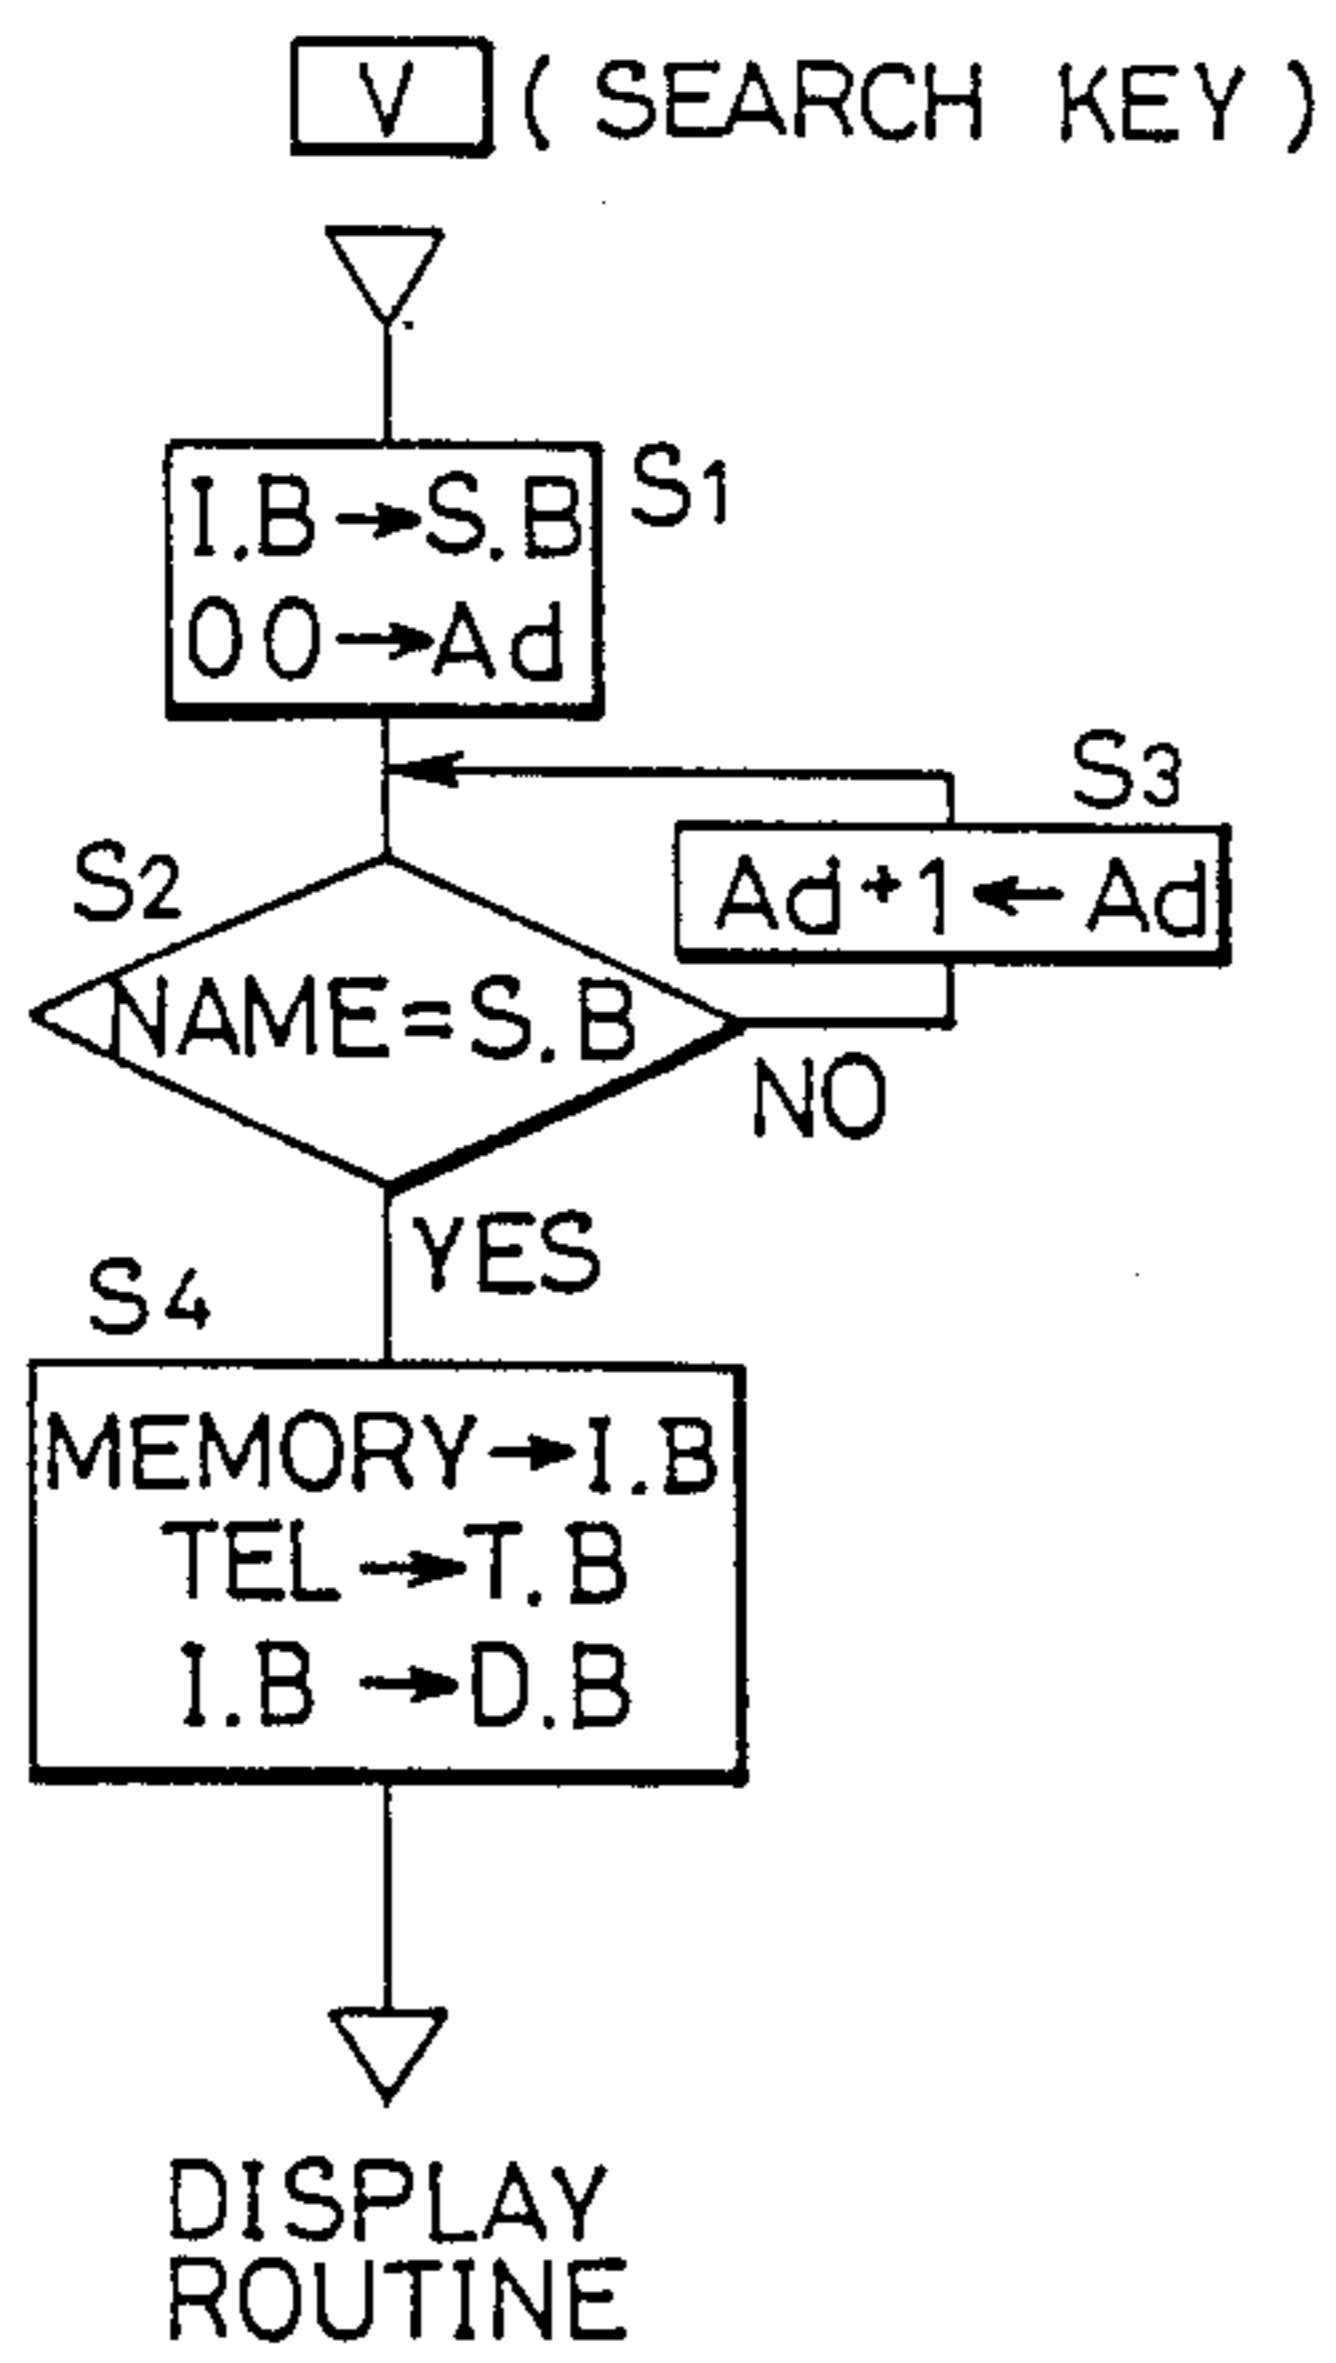 V ( SEARCH KEY )
I.B→S.B S1
00→Ad
S3
Ad+1←Ad
S2
NAME=S.B
NO
YES
S4
MEMORY→I.B
TEL→T.B
I.B→D.B
DISPLAY
ROUTINE